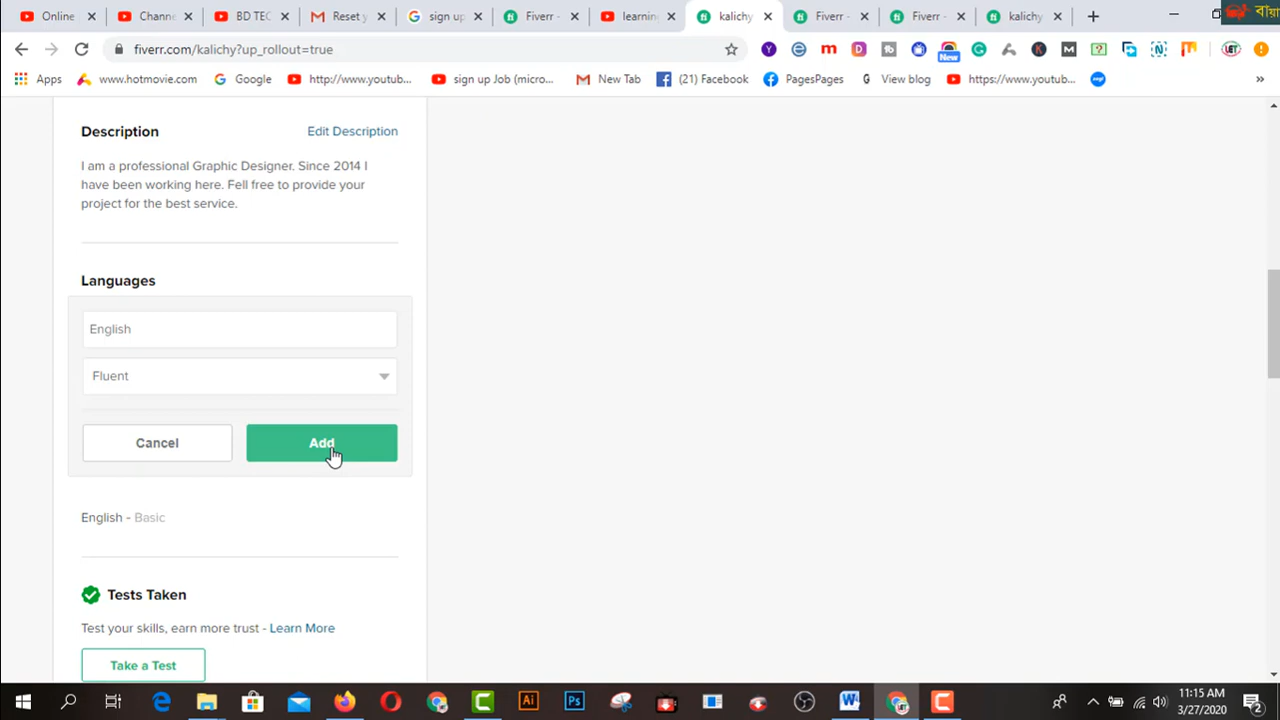 Online
Channe
BD TEC
Reset y
sign up
Fiverr
learnin
kalichy
Fiverr -
Fiverr -
kalichy
fiverr.com/kalichy?up_rollout=true
New
Apps
www.hotmovie.com
Google
http://www.youtub...
sign up Job (micro...
New Tab
(21) Facebook
PagesPages
View blog
https://www.youtub...
»
Description
Edit Description
I am a professional Graphic Designer. Since 2014 I
have been working here. Fell free to provide your
project for the best service.
Languages
English
Fluent
Cancel
Add
English - Basic
Tests Taken
Test your skills, earn more trust - Learn More
Take a Test
11:15 AM
3/27/2020